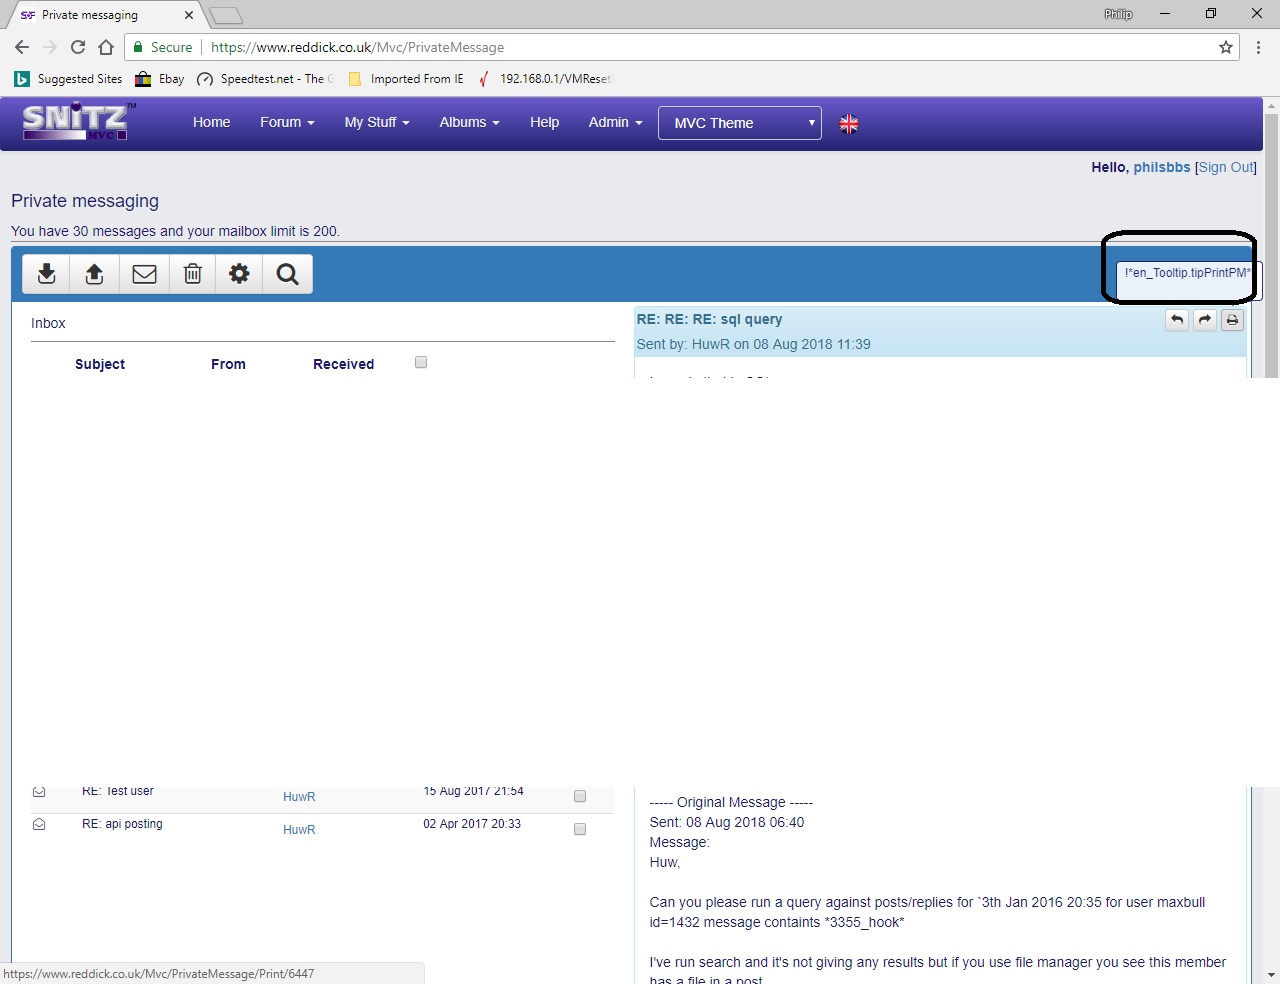 Private messaging
Philip
Secure https://www.reddick.co.uk/Mvc/PrivateMessage
Suggested Sites Ebay Speedtest.net - The Imported From IE 192.168.0.1/VMReset
SNiTZ™ MVC
Home Forum My Stuff Albums Help Admin MVC Theme
Hello, philsbbs [Sign Out]
Private messaging
You have 30 messages and your mailbox limit is 200.
!*en_Tooltip.tipPrintPM*
Inbox
RE: RE: RE: sql query
Sent by: HuwR on 08 Aug 2018 11:39
Subject From Received
RE: Test user HuwR 15 Aug 2017 21:54
RE: api posting HuwR 02 Apr 2017 20:33
----- Original Message -----
Sent: 08 Aug 2018 06:40
Message:
Huw,
Can you please run a query against posts/replies for `3th Jan 2016 20:35 for user maxbull
id=1432 message containts *3355_hook*
I've run search and it's not giving any results but if you use file manager you see this member
has a file in a post
https://www.reddick.co.uk/Mvc/PrivateMessage/Print/6447